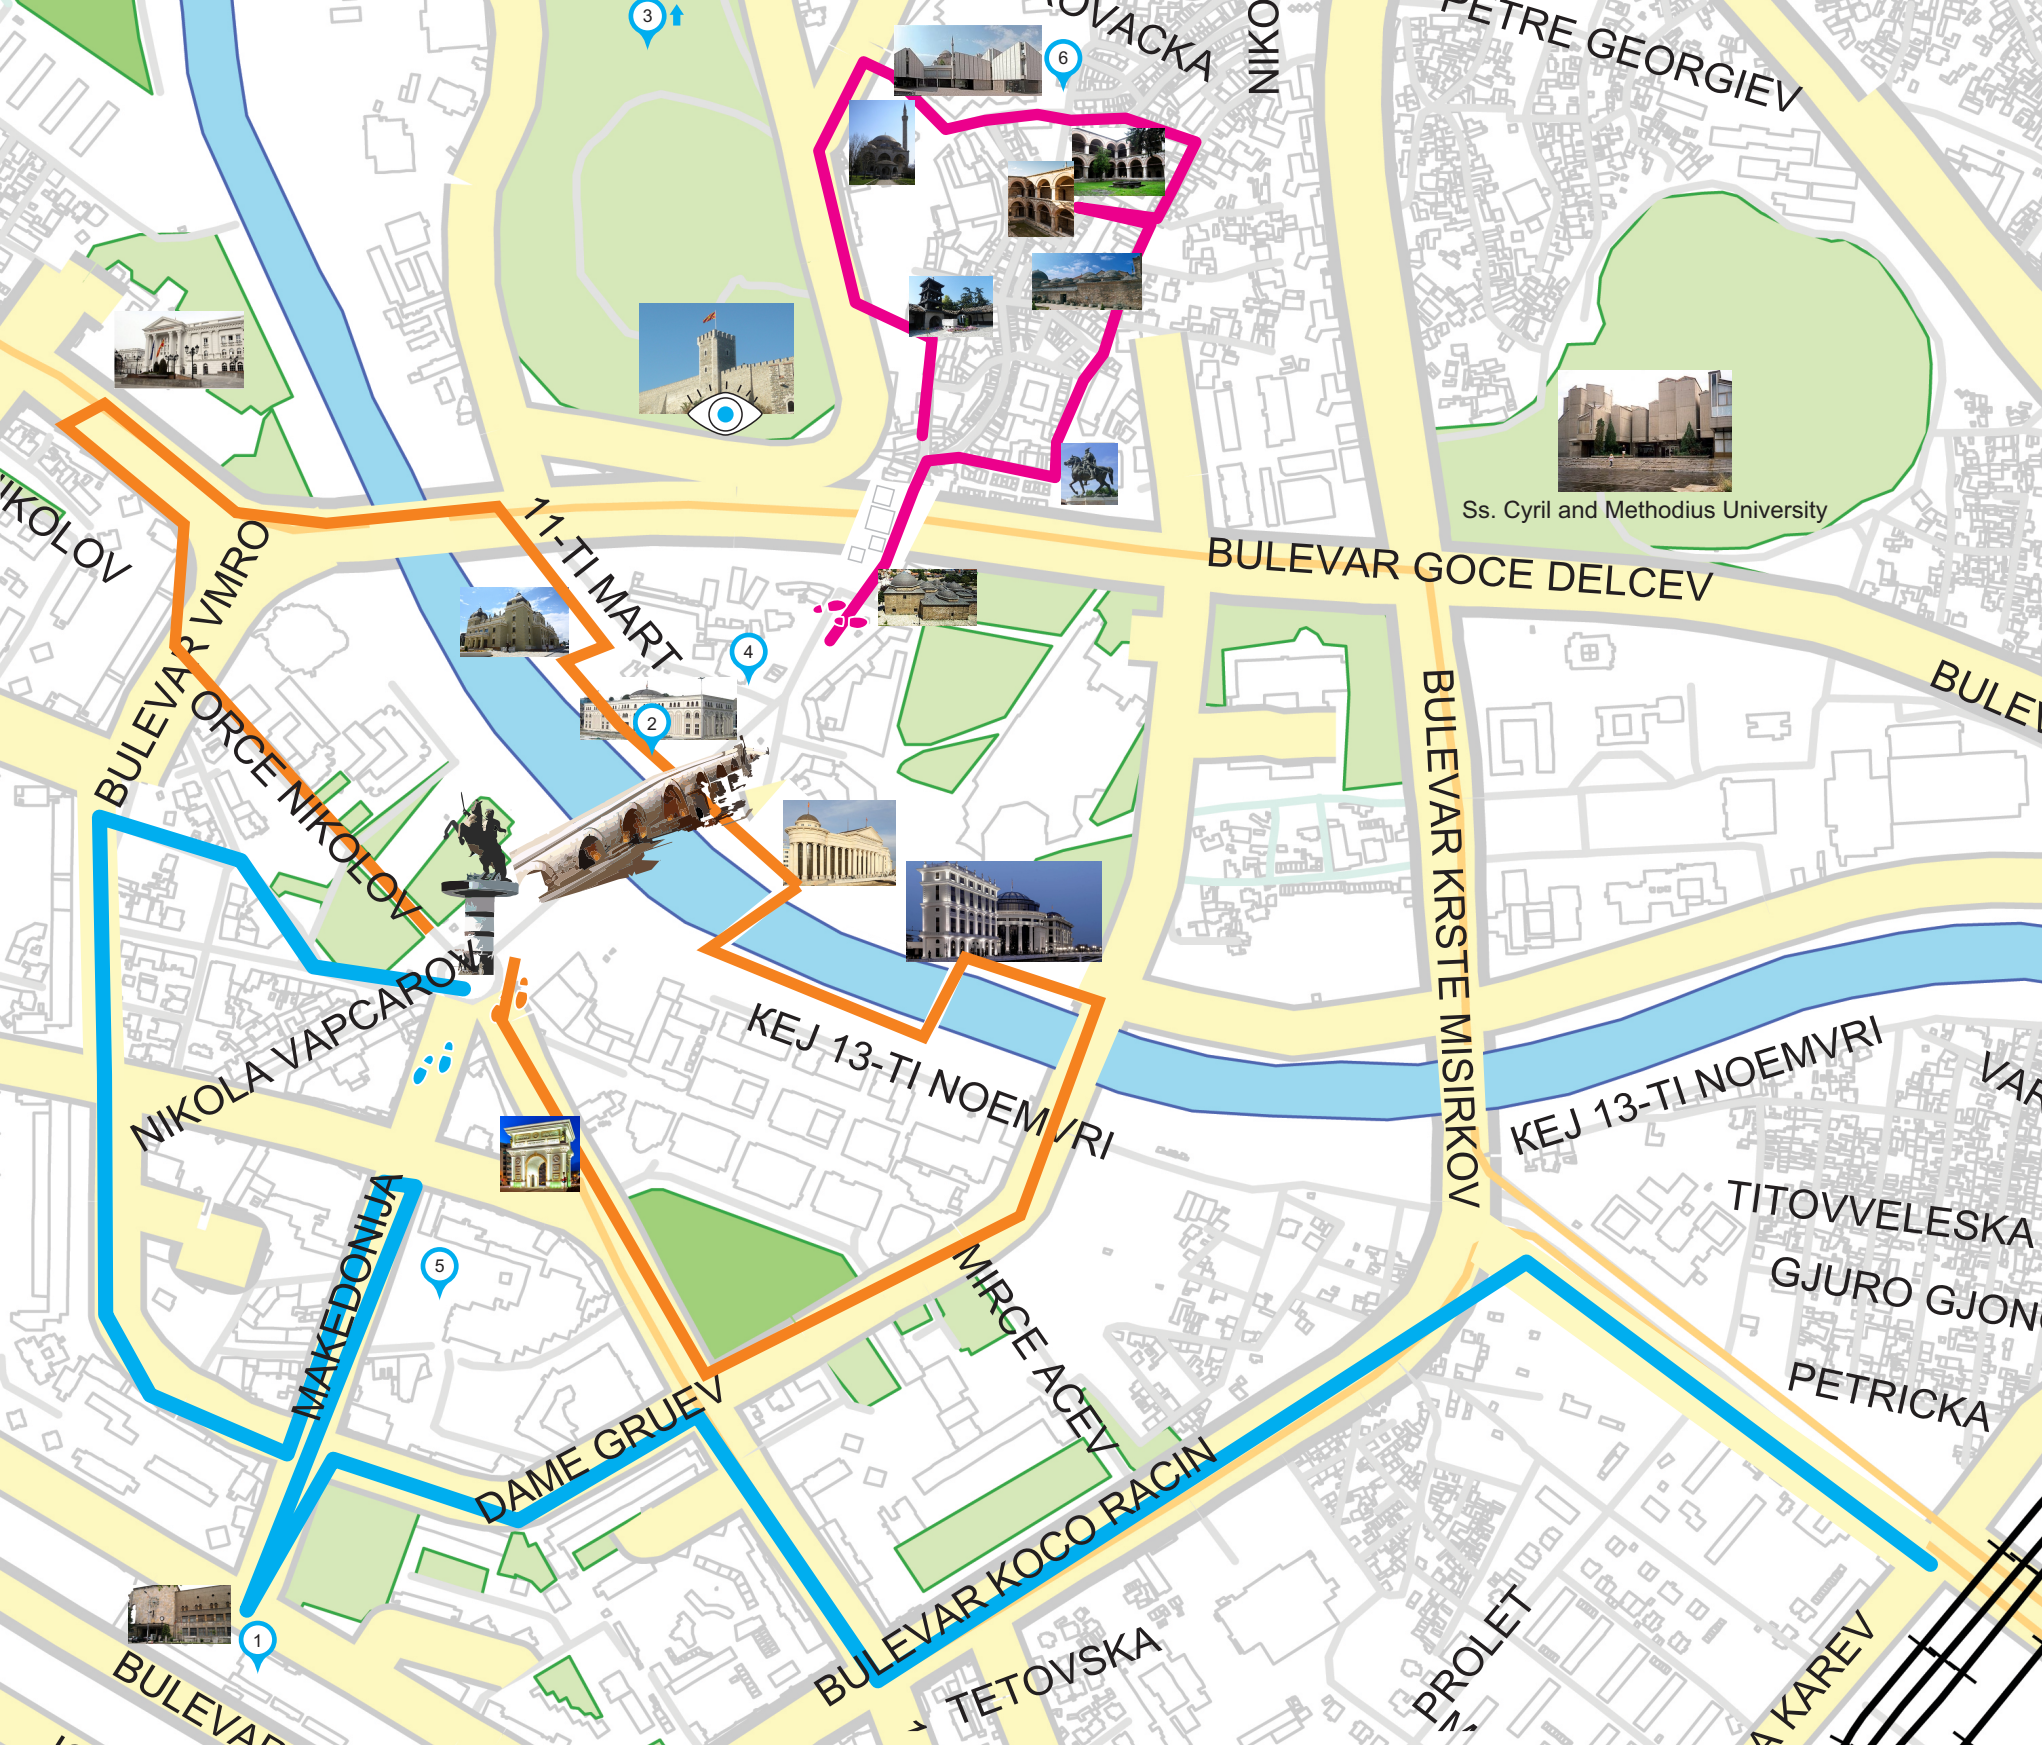 3
6
PETRE GEORGIEV
Ss. Cyril and Methodius University
BULEVAR GOCE DELCEV
11-TI MART
BULEVAR VMRO
4
2
ORCE NIKOLOV
BULEVAR KRSTE MISIRKOV
NIKOLA VAPCAROV
KEJ 13-TI NOEMVRI
KEJ 13-TI NOEMVRI
TITOVVELESKA
GJURO GJON
PETRICKA
MAKEDONIJA
5
MIRCE ACEV
DAME GRUEV
BULEVAR KOCO RACIN
1
BULEVAR
TETOVSKA
PROLET
A KAREV